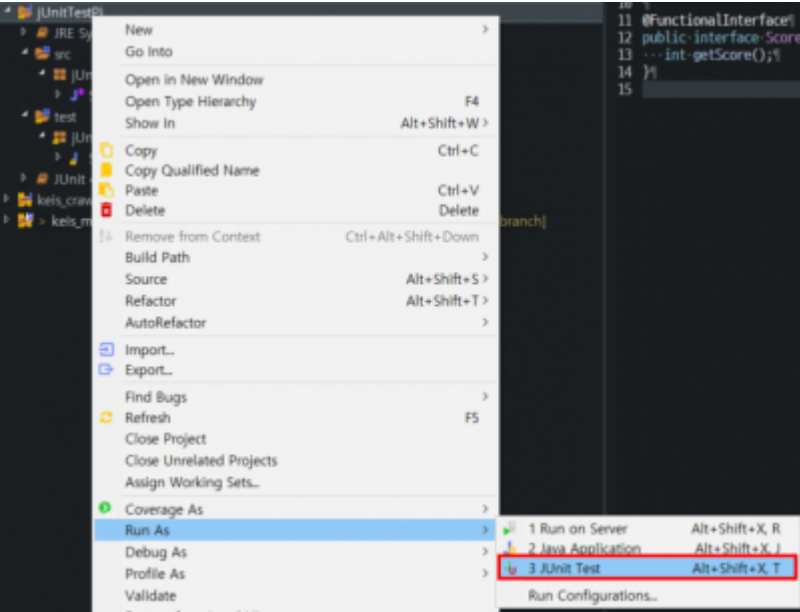 jUnitTestPj
JRE Sy
src
jUn
test
jUn
JUnit
keis_craw
> keis_m
branch]
New
Go Into
Open in New Window
Open Type Hierarchy F4
Show In Alt+Shift+W >
Copy Ctrl+C
Copy Qualified Name
Paste Ctrl+V
Delete Delete
Remove from Context Ctrl+Alt+Shift+Down
Build Path >
Source Alt+Shift+S >
Refactor Alt+Shift+T >
AutoRefactor >
Import...
Export...
Find Bugs >
Refresh F5
Close Project
Close Unrelated Projects
Assign Working Sets...
Coverage As >
Run As >
Debug As >
Profile As >
Validate
1 Run on Server Alt+Shift+X, R
2 Java Application Alt+Shift+X, J
3 JUnit Test Alt+Shift+X, T
Run Configurations...
10
11 @FunctionalInterface
12 public interface Score
13 int getScore();
14 }
15